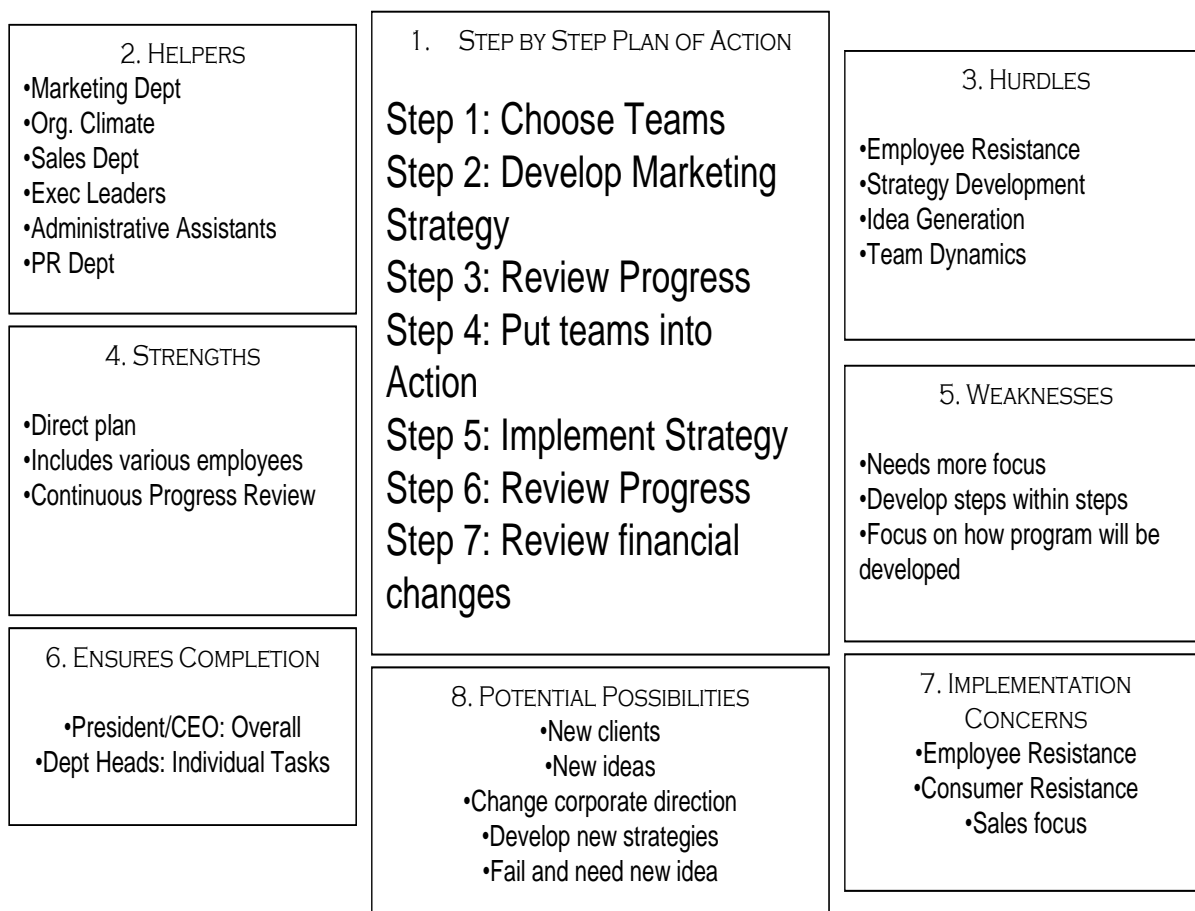 1. STEP BY STEP PLAN OF ACTION
Step 1: Choose Teams
Step 2: Develop Marketing
Strategy
Step 3: Review Progress
Step 4: Put teams into
Action
Step 5: Implement Strategy
Step 6: Review Progress
Step 7: Review financial
changes
2. HELPERS
•Marketing Dept
•Org. Climate
•Sales Dept
•Exec Leaders
•Administrative Assistants
•PR Dept
3. HURDLES
•Employee Resistance
•Strategy Development
•Idea Generation
•Team Dynamics
4. STRENGTHS
•Direct plan
•Includes various employees
•Continuous Progress Review
5. WEAKNESSES
•Needs more focus
•Develop steps within steps
•Focus on how program will be
developed
6. ENSURES COMPLETION
•President/CEO: Overall
•Dept Heads: Individual Tasks
7. IMPLEMENTATION
CONCERNS
•Employee Resistance
•Consumer Resistance
•Sales focus
8. POTENTIAL POSSIBILITIES
•New clients
•New ideas
•Change corporate direction
•Develop new strategies
•Fail and need new idea